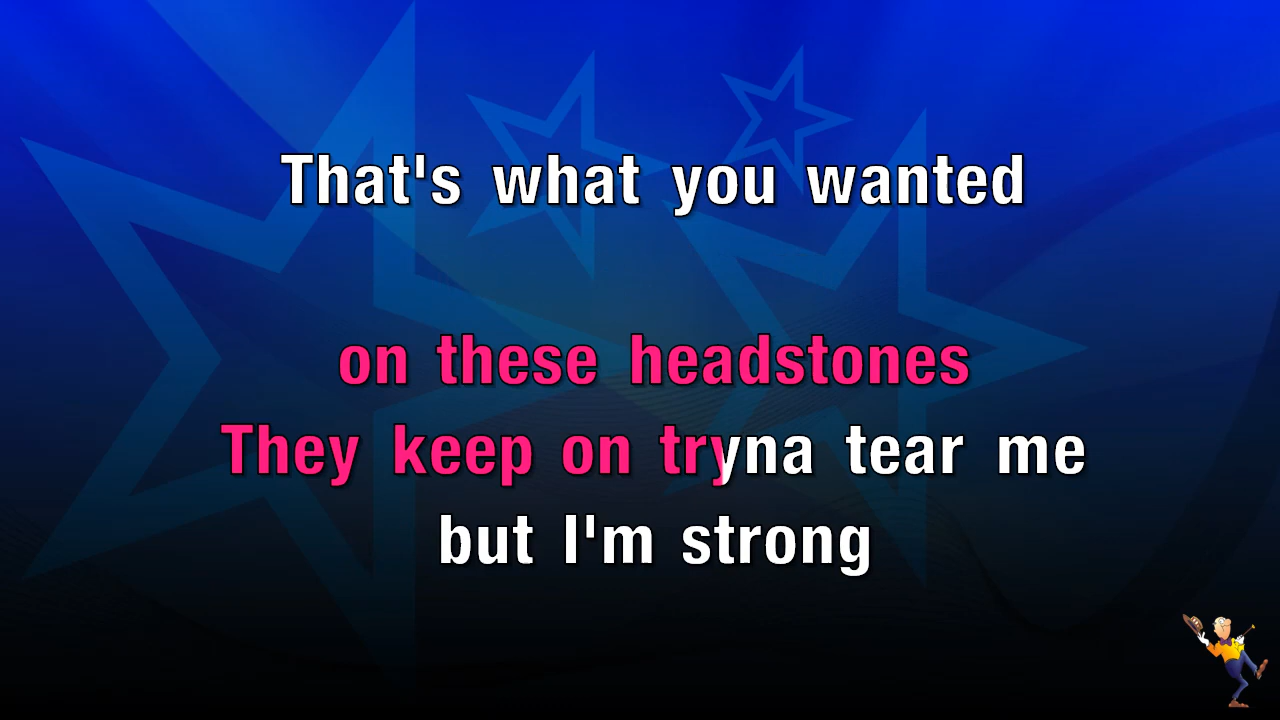 That's what you wanted
on these headstones
They keep on tryna tear me
but I'm strong